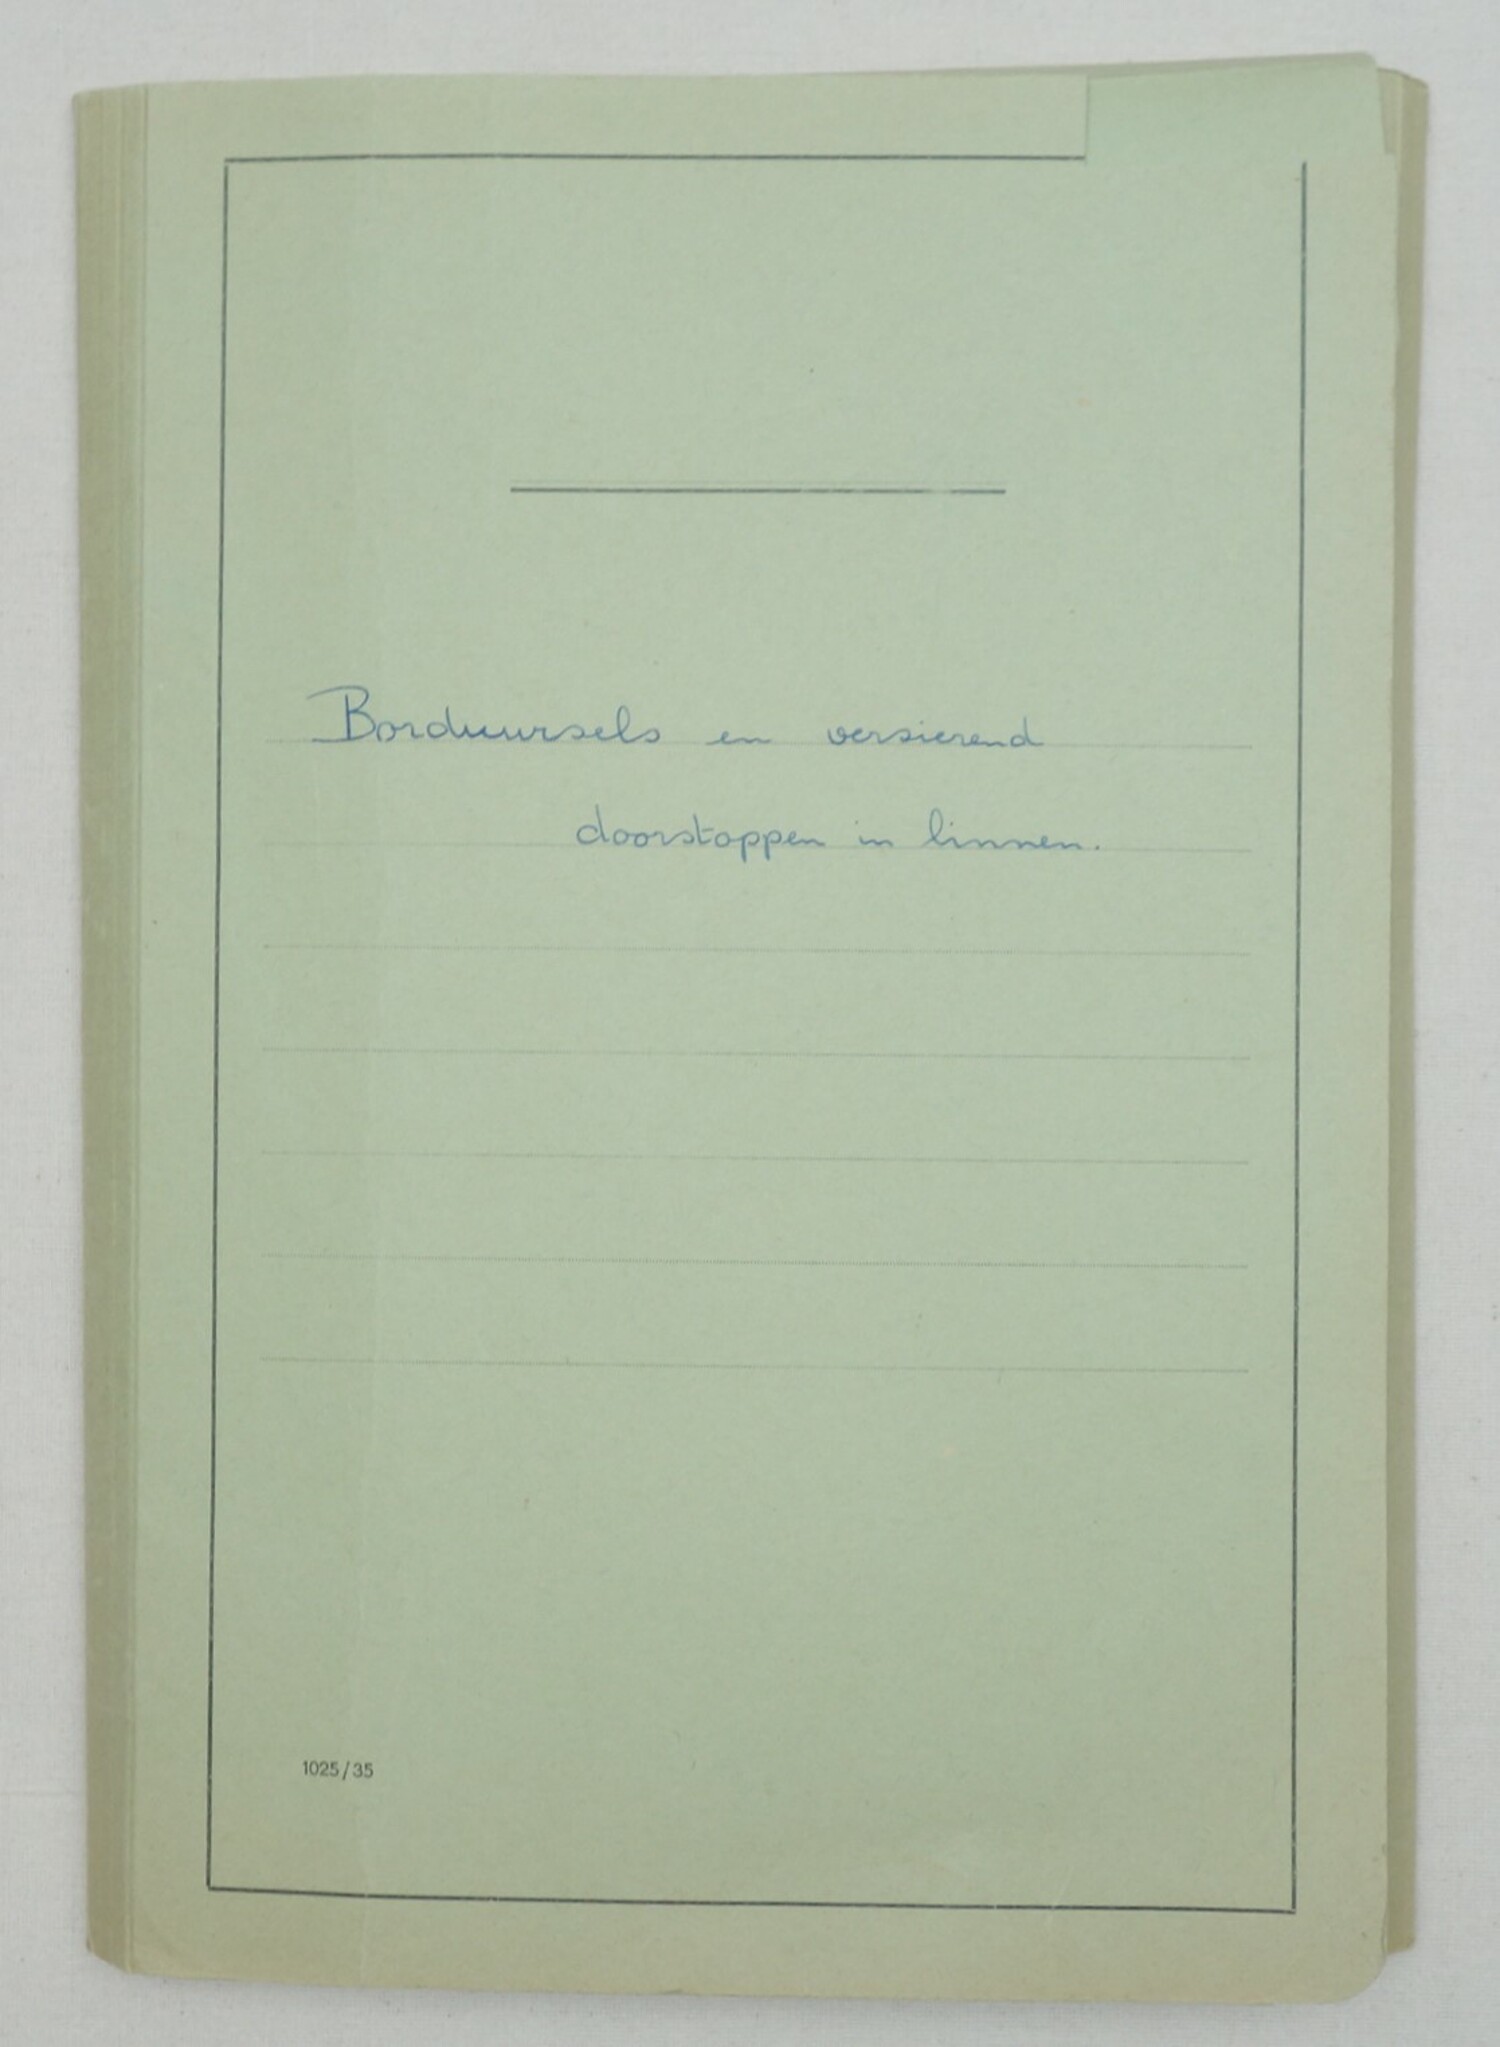 Borduursels en versierend
doorstoppen in linnen.
1025/35